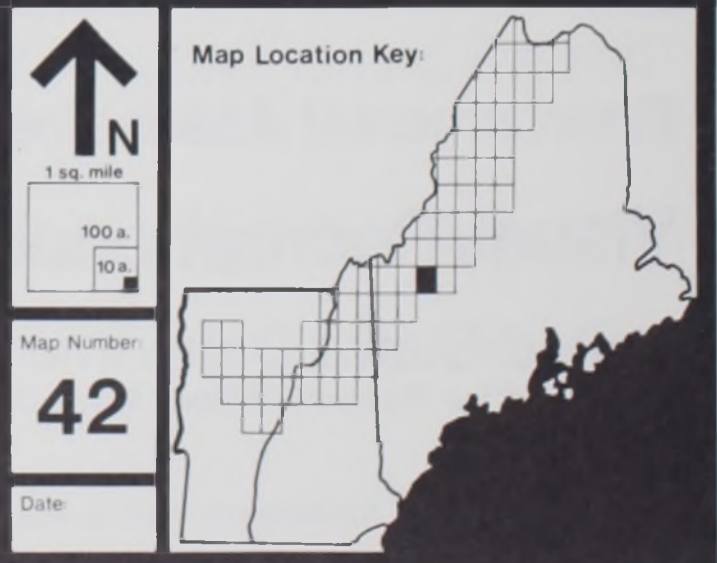 N
1 sq. mile
100 a.
10 a.
Map Number:
42
Date:
Map Location Key: